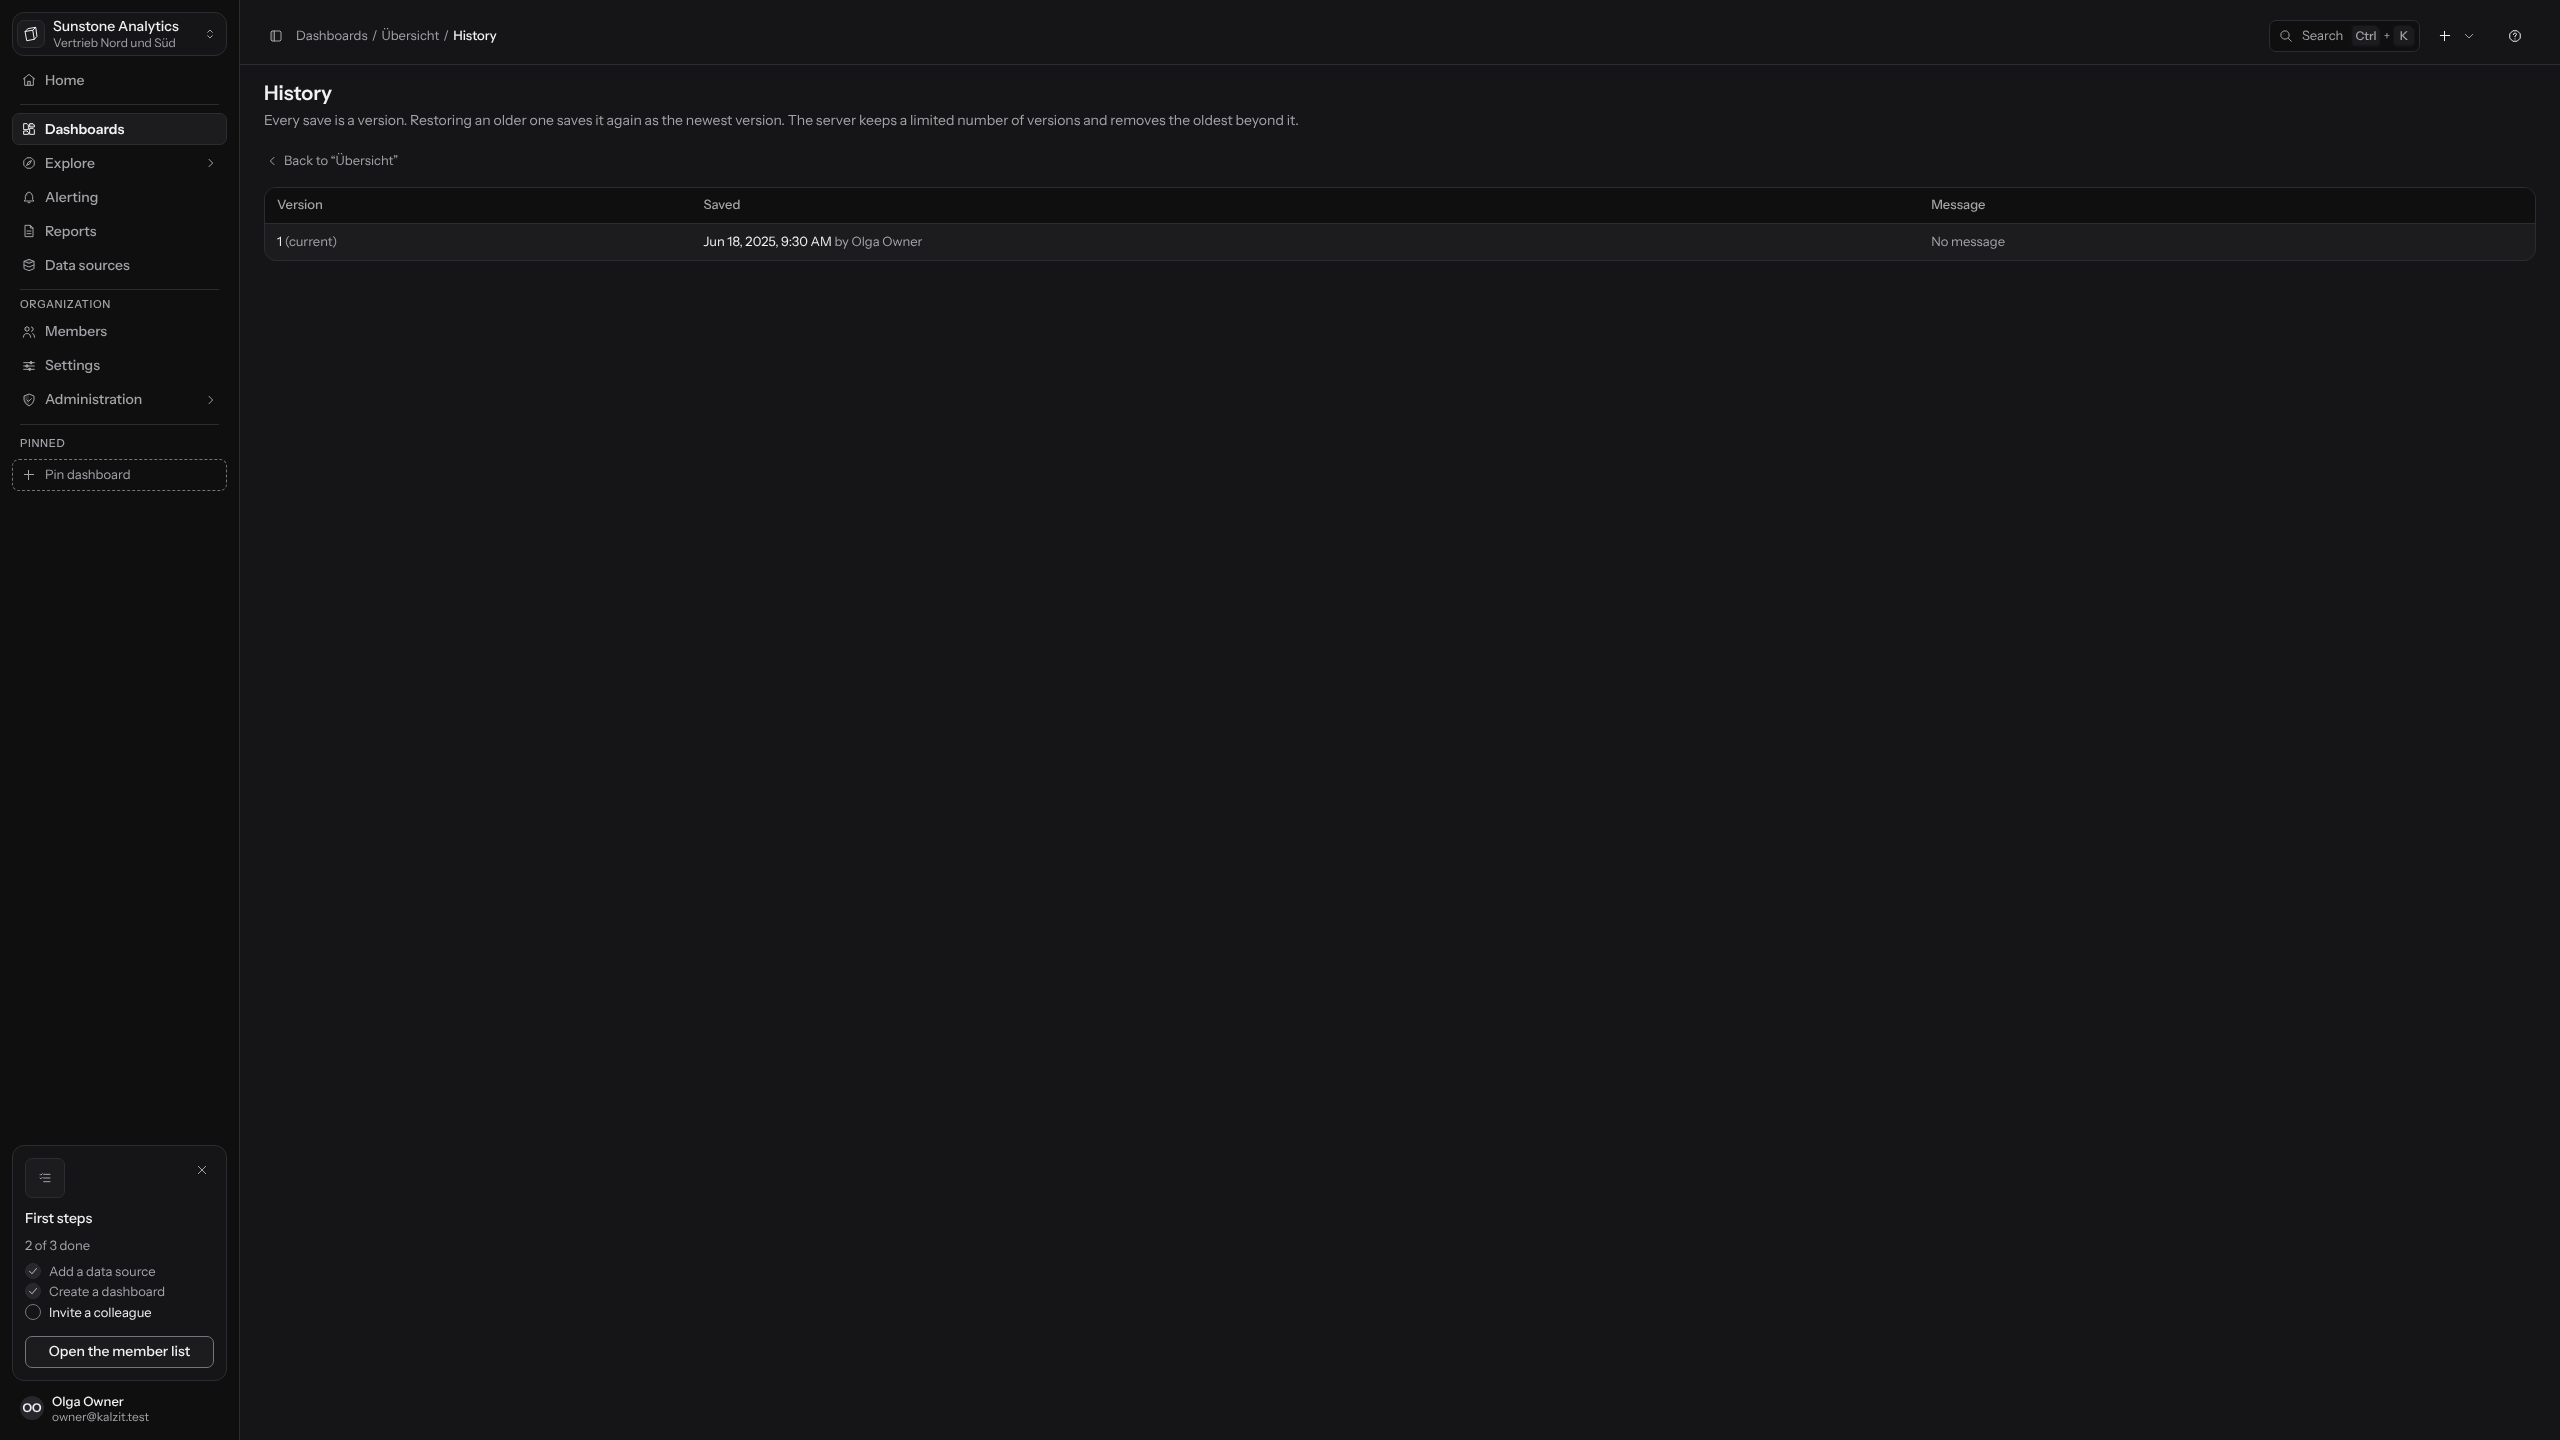 Sunstone Analytics
Vertrieb Nord und Süd
Home
Dashboards
Explore
Alerting
Reports
Data sources
ORGANIZATION
Members
Settings
Administration
PINNED
Pin dashboard
First steps
2 of 3 done
Add a data source
Create a dashboard
Invite a colleague
Open the member list
OO
Olga Owner
owner@kalzit.test
Dashboards / Übersicht / History
Search Ctrl + K
History
Every save is a version. Restoring an older one saves it again as the newest version. The server keeps a limited number of versions and removes the oldest beyond it.
Back to “Übersicht”
Version Saved Message
1 (current) Jun 18, 2025, 9:30 AM by Olga Owner No message